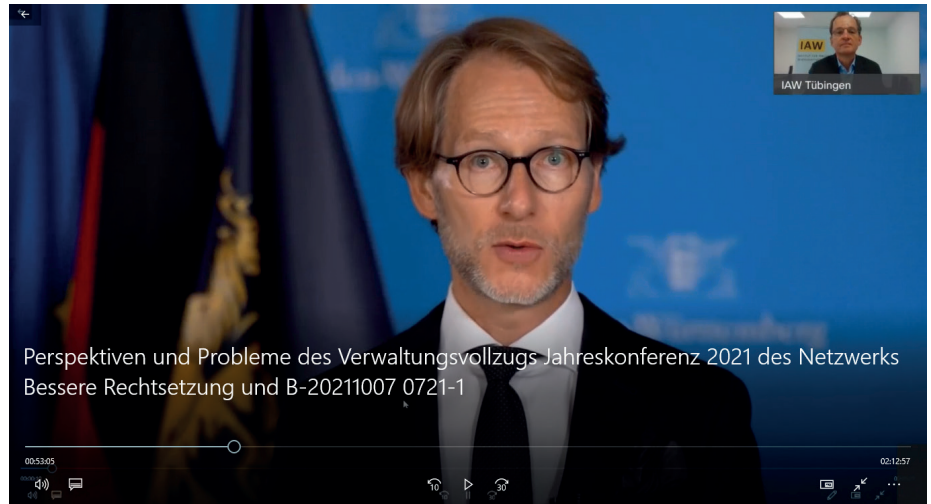 IAW
IAW Tübingen
Württemberg
Perspektiven und Probleme des Verwaltungsvollzugs Jahreskonferenz 2021 des Netzwerks
Bessere Rechtsetzung und B-20211007 0721-1
00:53:05
02:12:57
10
30